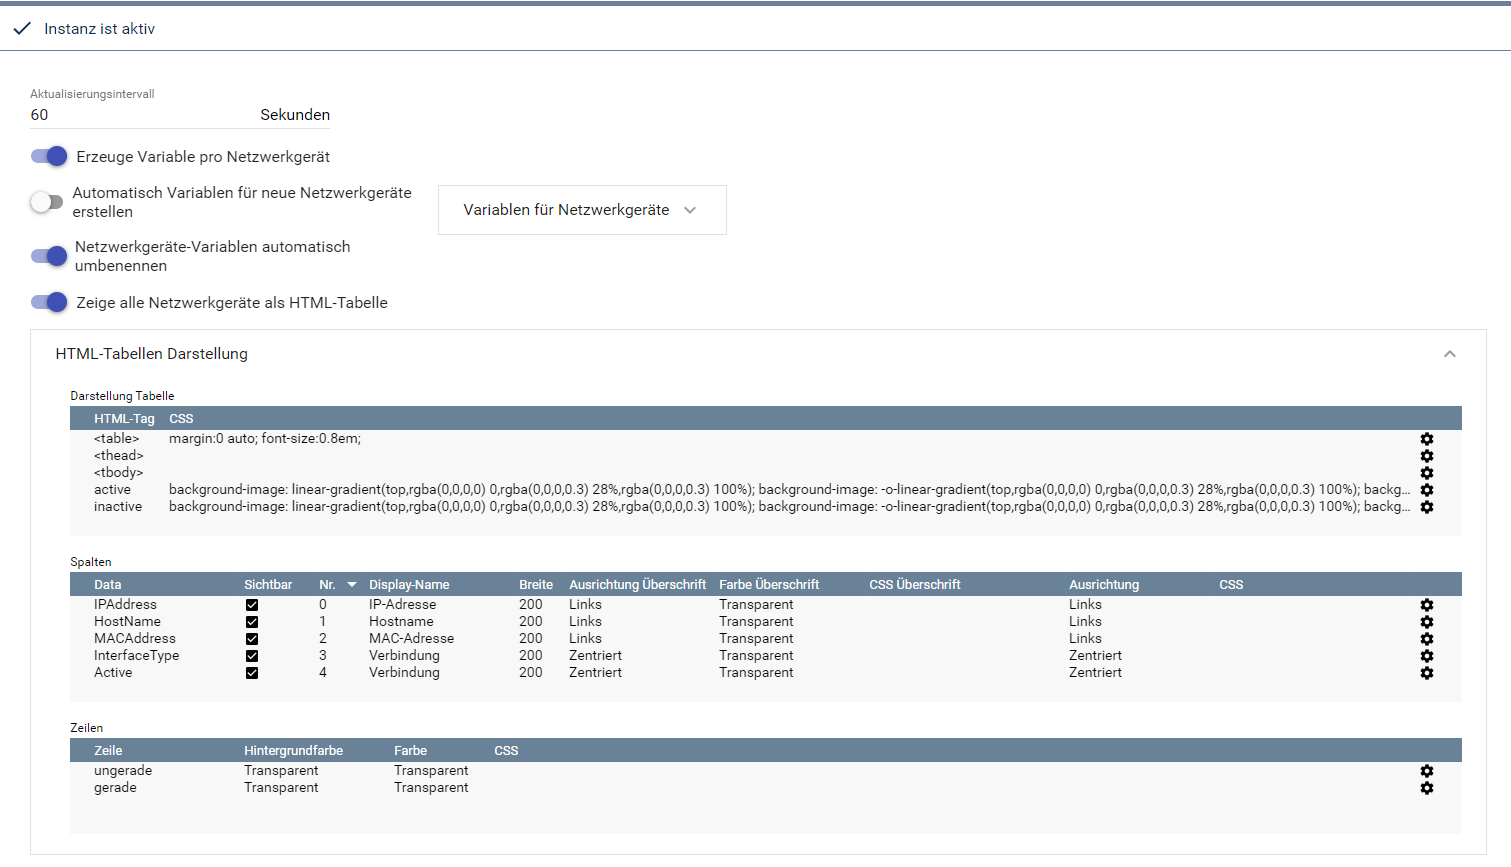 Instanz ist aktiv
Aktualisierungsintervall
60 Sekunden
Erzeuge Variable pro Netzwerkgerät
Automatisch Variablen für neue Netzwerkgeräte
erstellen
Variablen für Netzwerkgeräte
Netzwerkgeräte-Variablen automatisch
umbenennen
Zeige alle Netzwerkgeräte als HTML-Tabelle
HTML-Tabellen Darstellung
Darstellung Tabelle
HTML-Tag CSS
<table> margin:0 auto; font-size:0.8em;
<thead>
<tbody>
active background-image: linear-gradient(top,rgba(0,0,0,0) 0,rgba(0,0,0,0.3) 28%,rgba(0,0,0,0.3) 100%); background-image: -o-linear-gradient(top,rgba(0,0,0,0) 0,rgba(0,0,0,0.3) 28%,rgba(0,0,0,0.3) 100%); backg...
inactive background-image: linear-gradient(top,rgba(0,0,0,0) 0,rgba(0,0,0,0.3) 28%,rgba(0,0,0,0.3) 100%); background-image: -o-linear-gradient(top,rgba(0,0,0,0) 0,rgba(0,0,0,0.3) 28%,rgba(0,0,0,0.3) 100%); backg...
Spalten
Data Sichtbar Nr. Display-Name Breite Ausrichtung Überschrift Farbe Überschrift CSS Überschrift Ausrichtung CSS
IPAddress 0 IP-Adresse 200 Links Transparent Links
HostName 1 Hostname 200 Links Transparent Links
MACAddress 2 MAC-Adresse 200 Links Transparent Links
InterfaceType 3 Verbindung 200 Zentriert Transparent Zentriert
Active 4 Verbindung 200 Zentriert Transparent Zentriert
Zeilen
Zeile Hintergrundfarbe Farbe CSS
ungerade Transparent Transparent
gerade Transparent Transparent